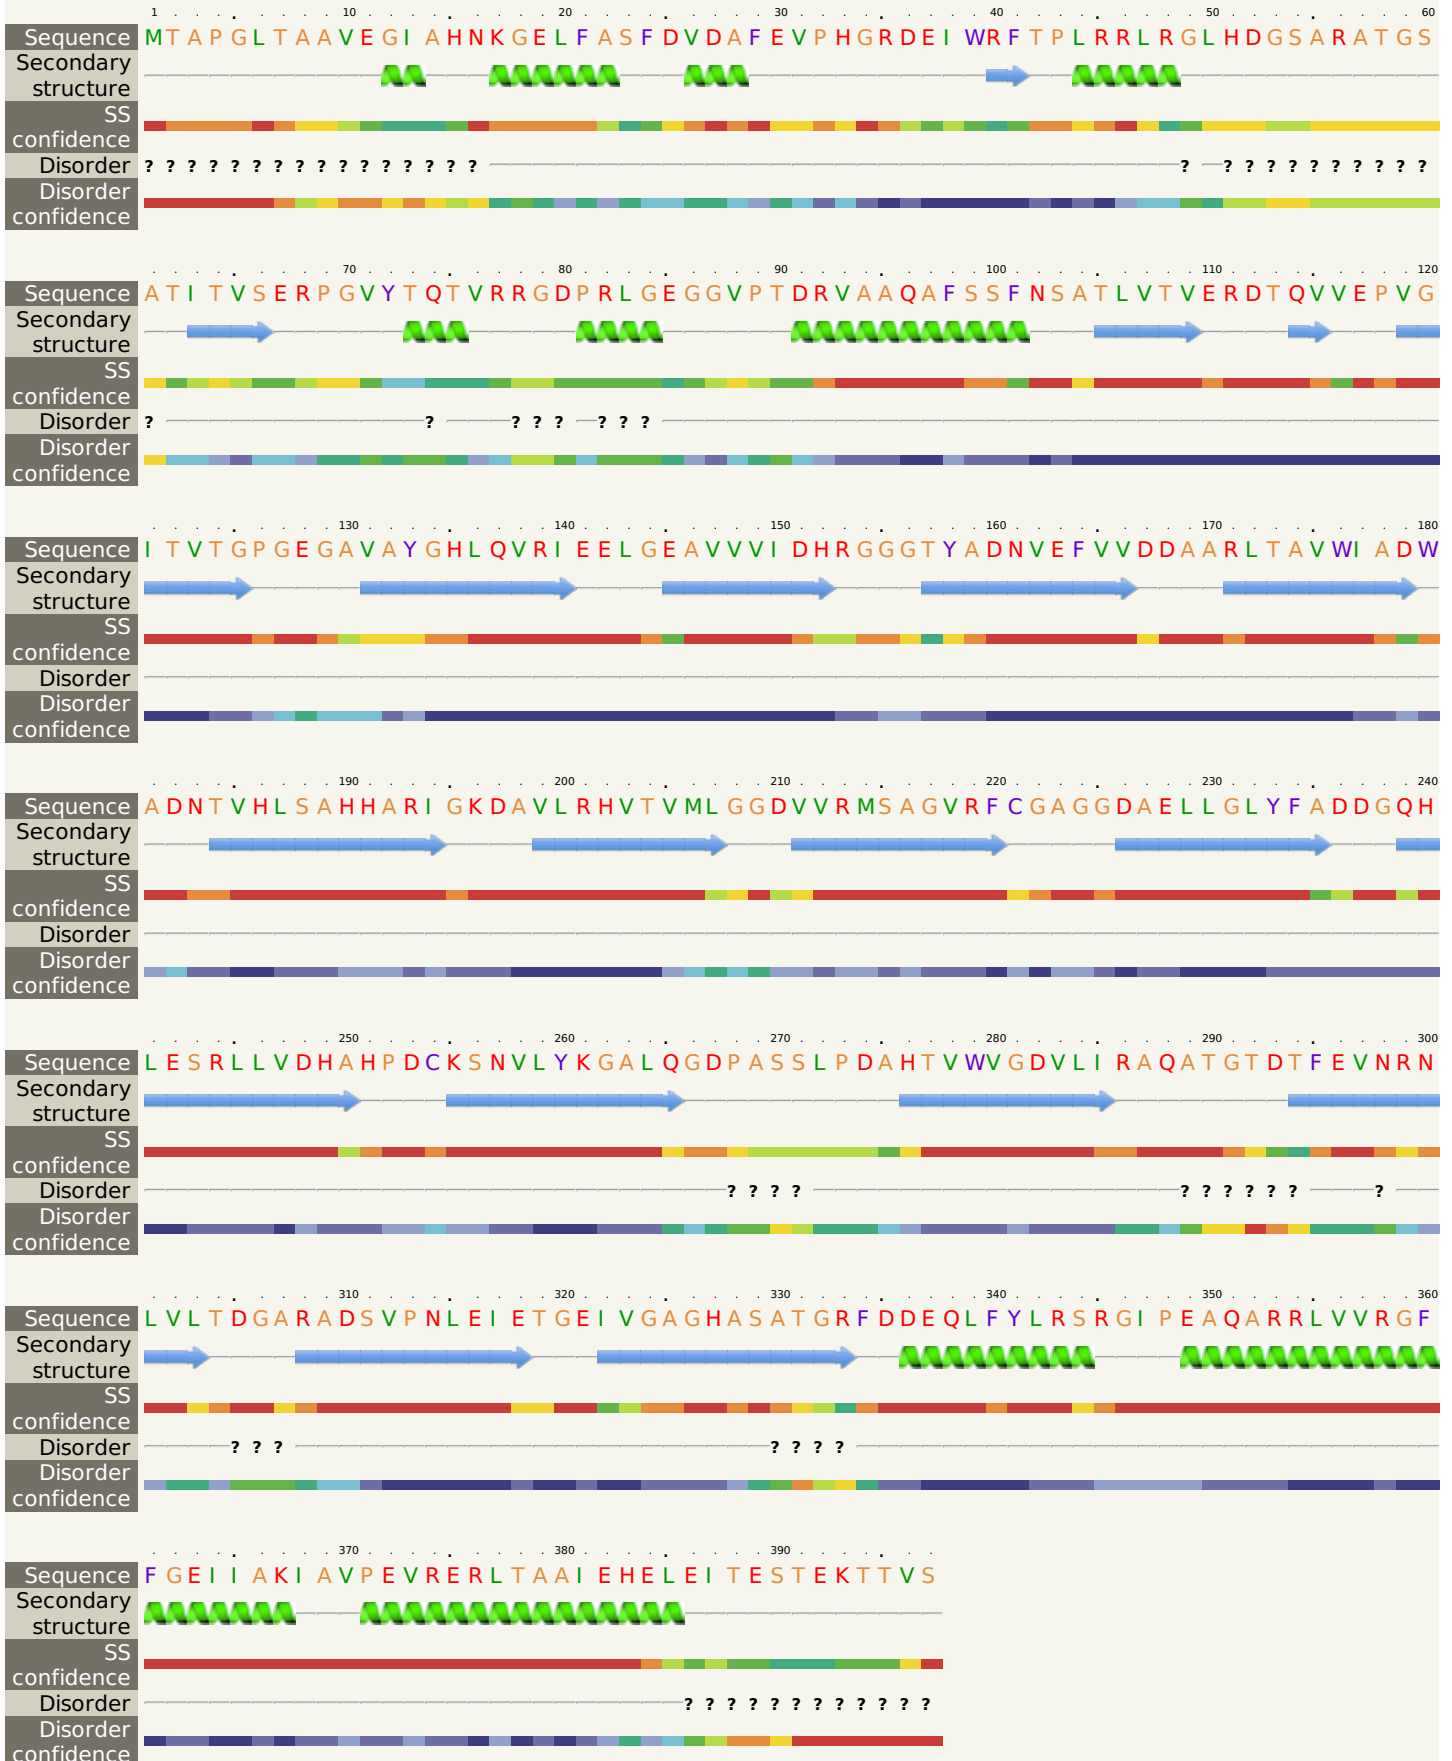 1 10 20 30 40 50 60
Sequence MTAPGLTAAVEGIAHNKGELFASFDVDAFEVPHGRDEIWRFTPLRRLRGLHDGSARATGS
Secondary structure
SS confidence
Disorder ? ? ? ? ? ? ? ? ? ? ? ? ? ? ? ? ? ? ? ? ? ? ? ? ? ? ?
Disorder confidence
70 80 90 100 110 120
Sequence ATITVSERPGVYTQTVRRGDPRLGEGGVPTDRVAAQAFSSFNSATLVTVERDTQVVEPVG
Secondary structure
SS confidence
Disorder ? ? ? ? ? ? ? ?
Disorder confidence
130 140 150 160 170 180
Sequence ITVTGPGEGAVAYGHLQVRIEELGEAVVVIDHRGGGTYADNVEFVVDDAARLTAVWIADW
Secondary structure
SS confidence
Disorder
Disorder confidence
190 200 210 220 230 240
Sequence ADNTVHLSAHHARIGKDAVLRHVTVMLGGDVVRMSAGVRFCGAGGDAELLGLYFADDGQH
Secondary structure
SS confidence
Disorder
Disorder confidence
250 260 270 280 290 300
Sequence LESRLLVDHAHPDCKSNVLYKGALQGDPASSLPDAHTVWVGDVLIRAQATGTDTFEVNRN
Secondary structure
SS confidence
Disorder ? ? ? ? ? ? ? ? ? ? ?
Disorder confidence
310 320 330 340 350 360
Sequence LVLTDGARADSVPNLEIETGEIVGAGHASATGRFDDEQLFYLRSRGIPEAQARRLVVRGF
Secondary structure
SS confidence
Disorder ? ? ? ? ? ? ?
Disorder confidence
370 380 390
Sequence FGEIIAKIAVPEVRERLTAAIEHELEITESTEKTTVS
Secondary structure
SS confidence
Disorder ? ? ? ? ? ? ? ? ? ? ? ?
Disorder confidence